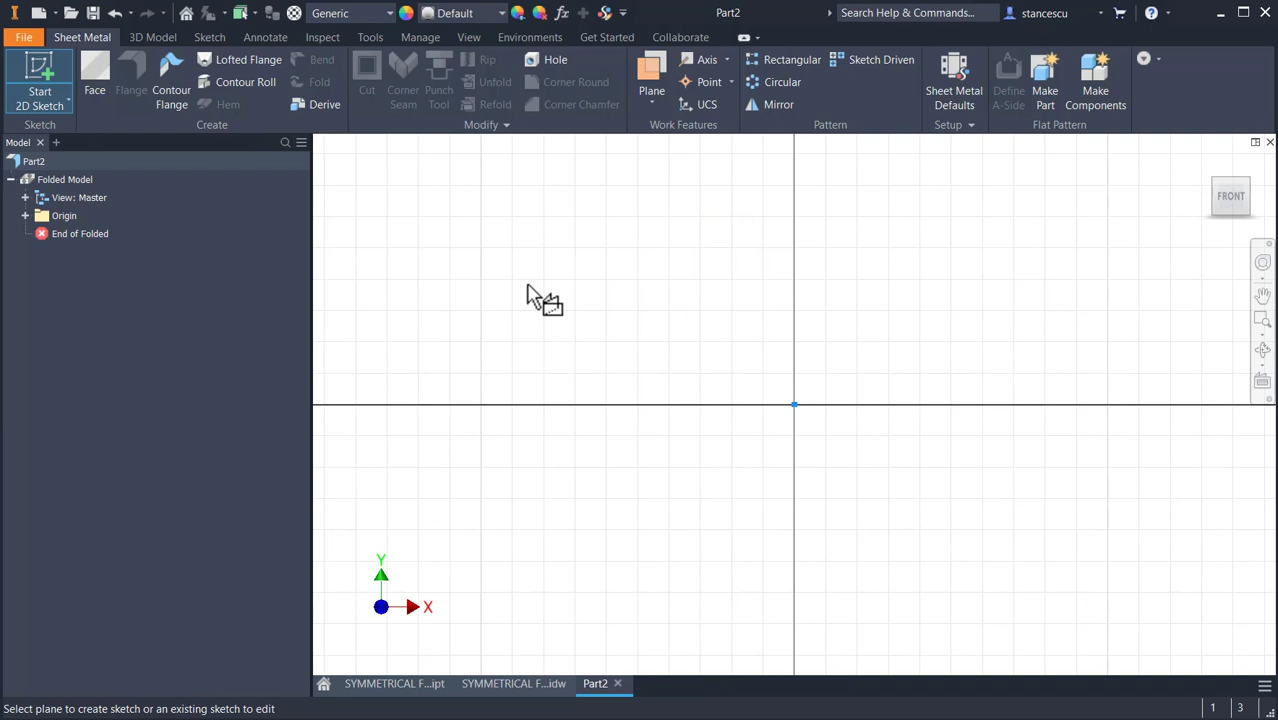 Generic
Default
fx
Part2
Search Help & Commands...
stancescu
File
Sheet Metal
3D Model
Sketch
Annotate
Inspect
Tools
Manage
View
Environments
Get Started
Collaborate
Start
2D Sketch
Face
Flange
Contour
Flange
Lofted Flange
Contour Roll
Hem
Bend
Fold
Derive
Cut
Corner
Seam
Punch
Tool
Rip
Unfold
Refold
Hole
Corner Round
Corner Chamfer
Plane
Axis
Point
UCS
Rectangular
Circular
Mirror
Sketch Driven
Sheet Metal
Defaults
Define
A-Side
Make
Part
Make
Components
Sketch
Create
Modify
Work Features
Pattern
Setup
Flat Pattern
Model
Part2
Folded Model
View: Master
Origin
End of Folded
FRONT
Y
X
SYMMETRICAL F...ipt
SYMMETRICAL F...idw
Part2
Select plane to create sketch or an existing sketch to edit
1
3